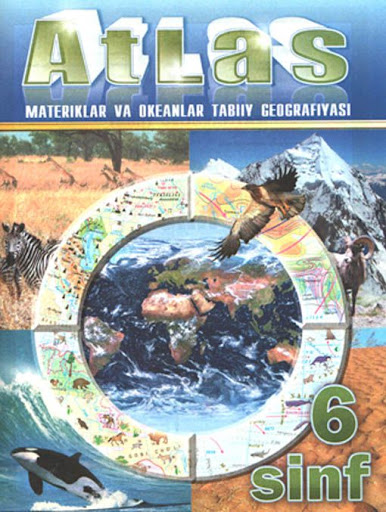 Atlas
MATERIKLAR VA OKEANLAR TABIIY GEOGRAFIYASI
6
sinf